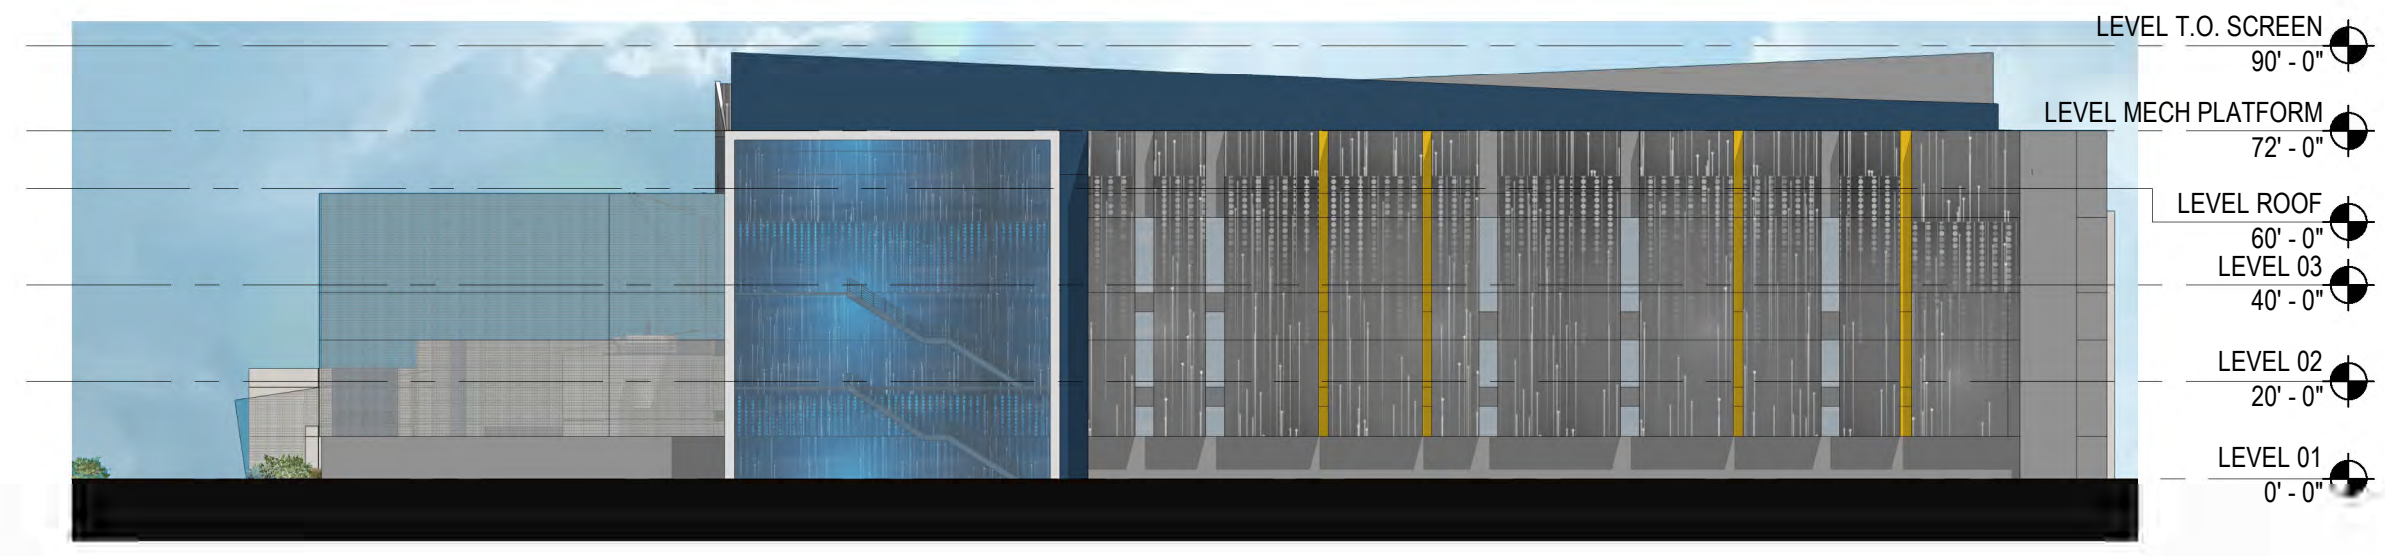 LEVEL T.O. SCREEN
90' - 0"
LEVEL MECH PLATFORM
72' - 0"
LEVEL ROOF
60' - 0"
LEVEL 03
40' - 0"
LEVEL 02
20' - 0"
LEVEL 01
0' - 0"